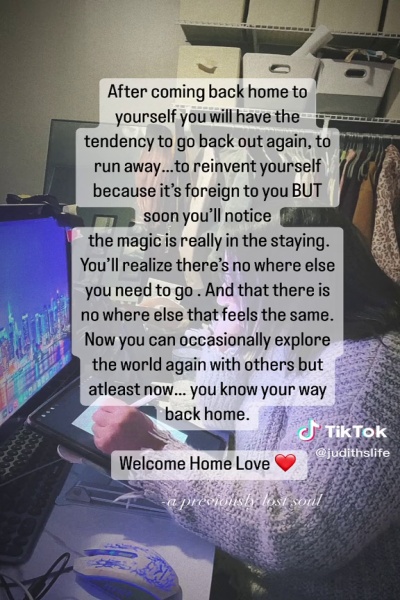 After coming back home to
yourself you will have the
tendency to go back out again, to
run away...to reinvent yourself
because it's foreign to you BUT
soon you'll notice
the magic is really in the staying.
You'll realize there's no where else
you need to go . And that there is
no where else that feels the same.
Now you can occasionally explore
the world again with others but
atleast now... you know your way
back home.
Welcome Home Love ❤️
-a previously lost soul
TikTok
@judithslife